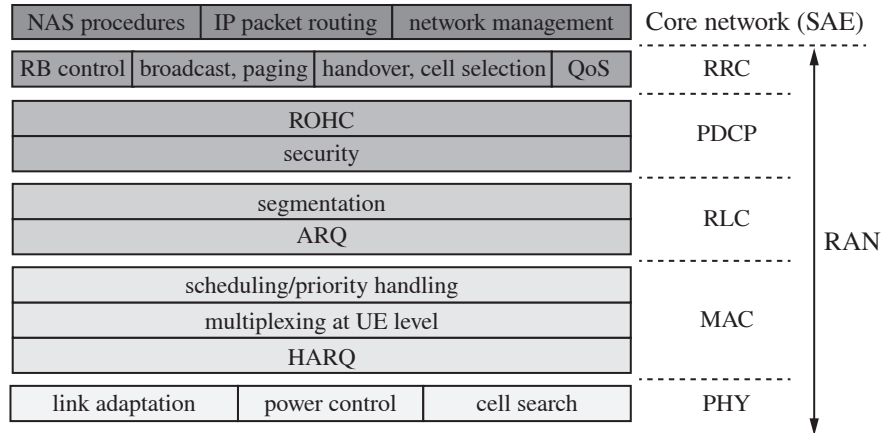 NAS procedures IP packet routing network management Core network (SAE)
RB control broadcast, paging handover, cell selection QoS RRC
ROHC
security
PDCP
segmentation
ARQ
RLC
RAN
scheduling/priority handling
multiplexing at UE level
HARQ
MAC
link adaptation power control cell search PHY